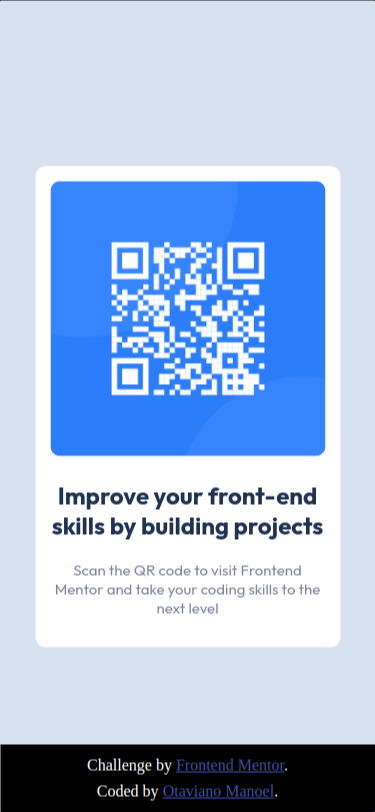 Improve your front-end
skills by building projects
Scan the QR code to visit Frontend
Mentor and take your coding skills to the
next level
Challenge by Frontend Mentor.
Coded by Otaviano Manoel.